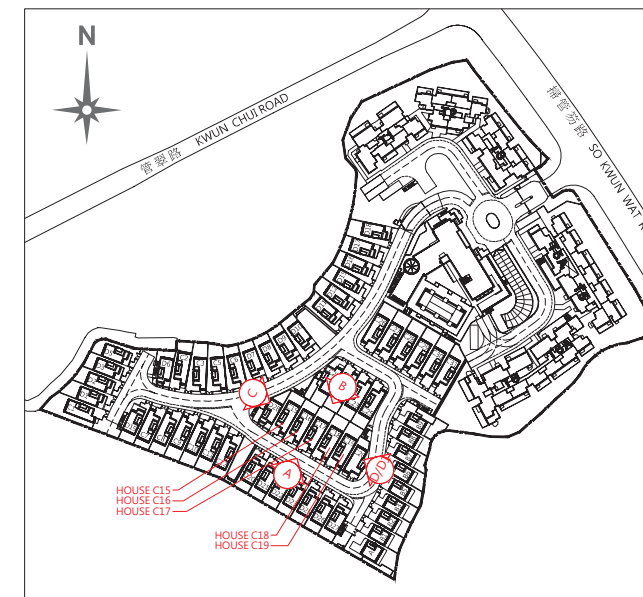 N
管翠路 KWUN CHUI ROAD
掃管笏路 SO KWUN WAT R
C
B
A
D/D1
HOUSE C15
HOUSE C16
HOUSE C17
HOUSE C18
HOUSE C19